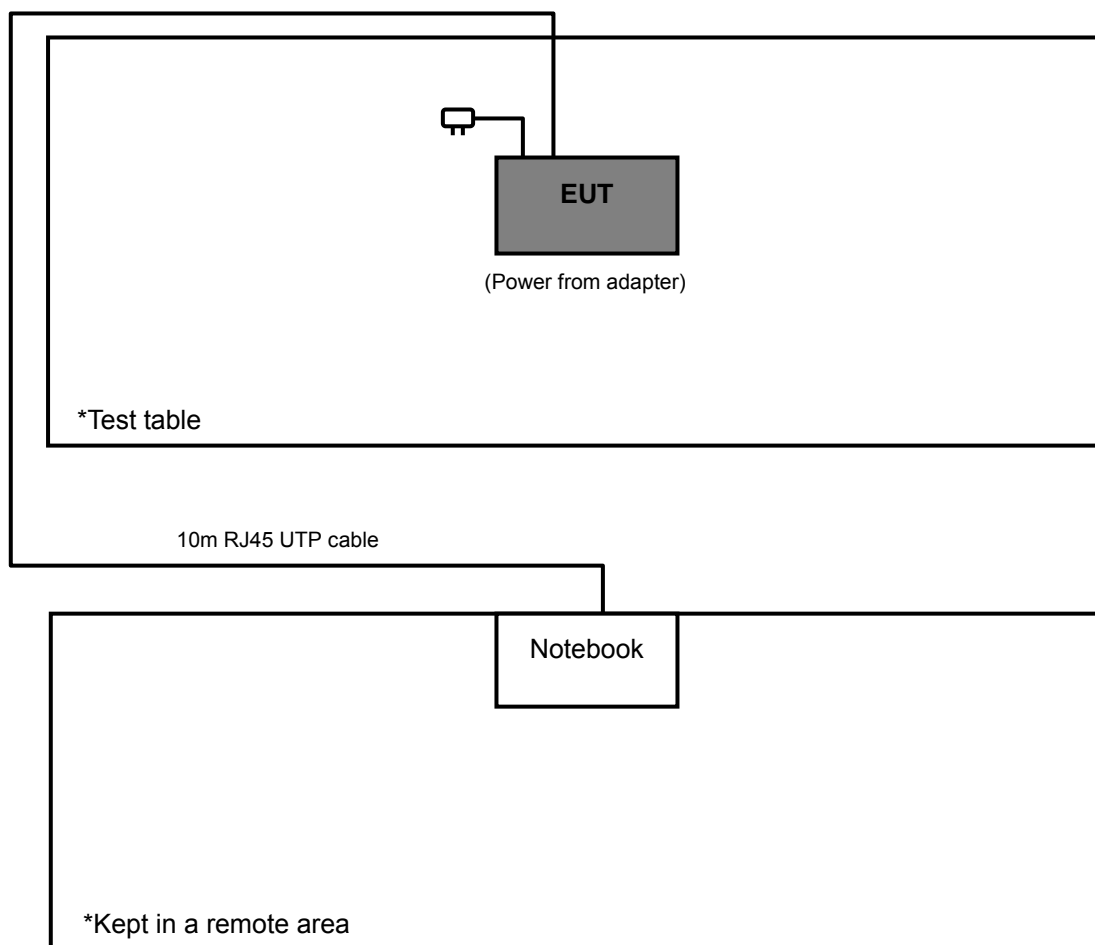 EUT
(Power from adapter)
*Test table
10m RJ45 UTP cable
Notebook
*Kept in a remote area